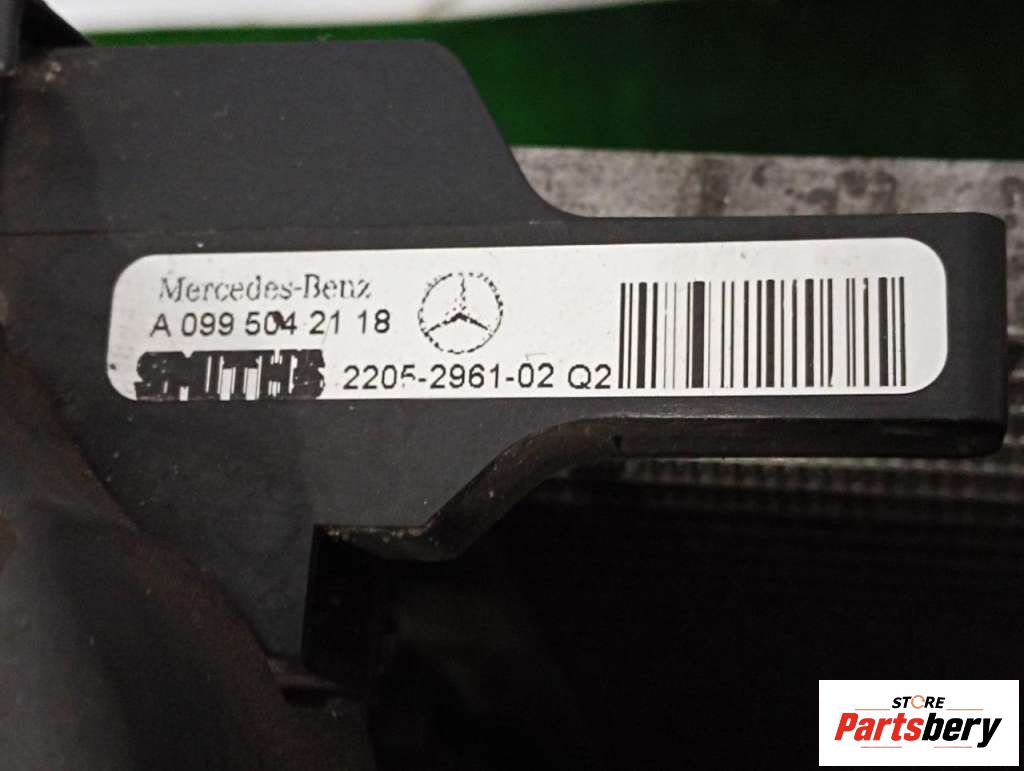 Mercedes-Benz
A 099 504 21 18
SMITHS 2205-2961-02 Q2
STORE
Partsbery